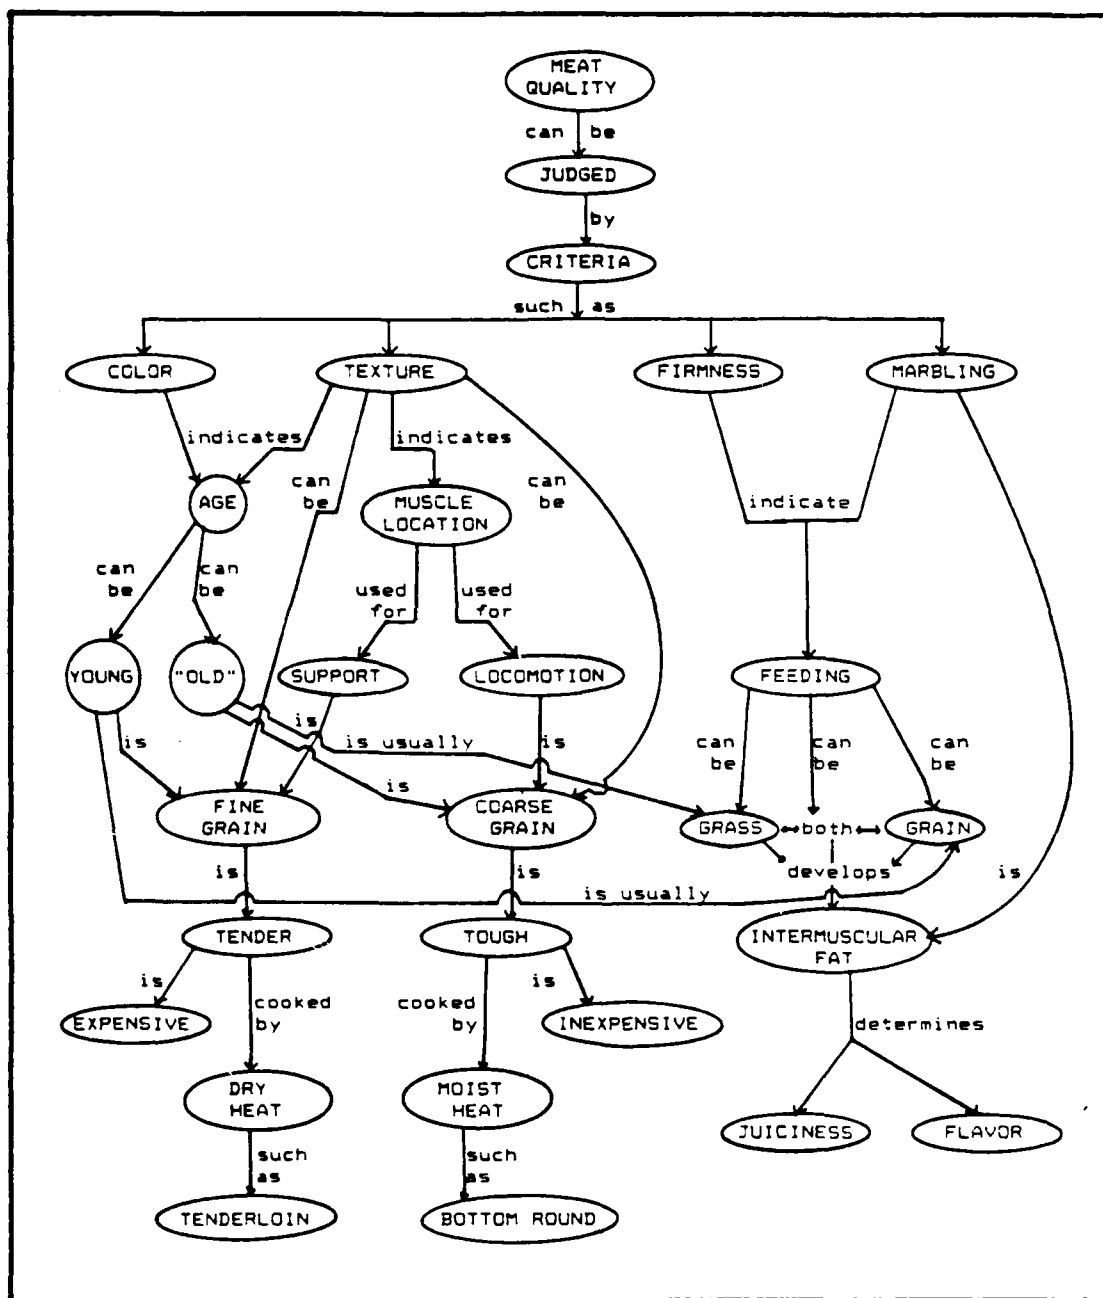 MEAT
QUALITY
can be
JUDGED
by
CRITERIA
such as
COLOR
TEXTURE
FIRMNESS
MARBLING
indicates
indicates
can
be
can
be
indicate
AGE
MUSCLE
LOCATION
can
be
can
be
used
for
used
for
YOUNG
"OLD"
SUPPORT
LOCOMOTION
FEEDING
is
is
is usually
is
can
be
can
be
can
be
is
FINE
GRAIN
COARSE
GRAIN
GRASS
both
GRAIN
is
is
develops
is
is usually
TENDER
TOUGH
INTERMUSCULAR
FAT
is
cooked
by
cooked
by
is
EXPENSIVE
INEXPENSIVE
determines
DRY
HEAT
MOIST
HEAT
JUICINESS
FLAVOR
such
as
such
as
TENDERLOIN
BOTTOM ROUND